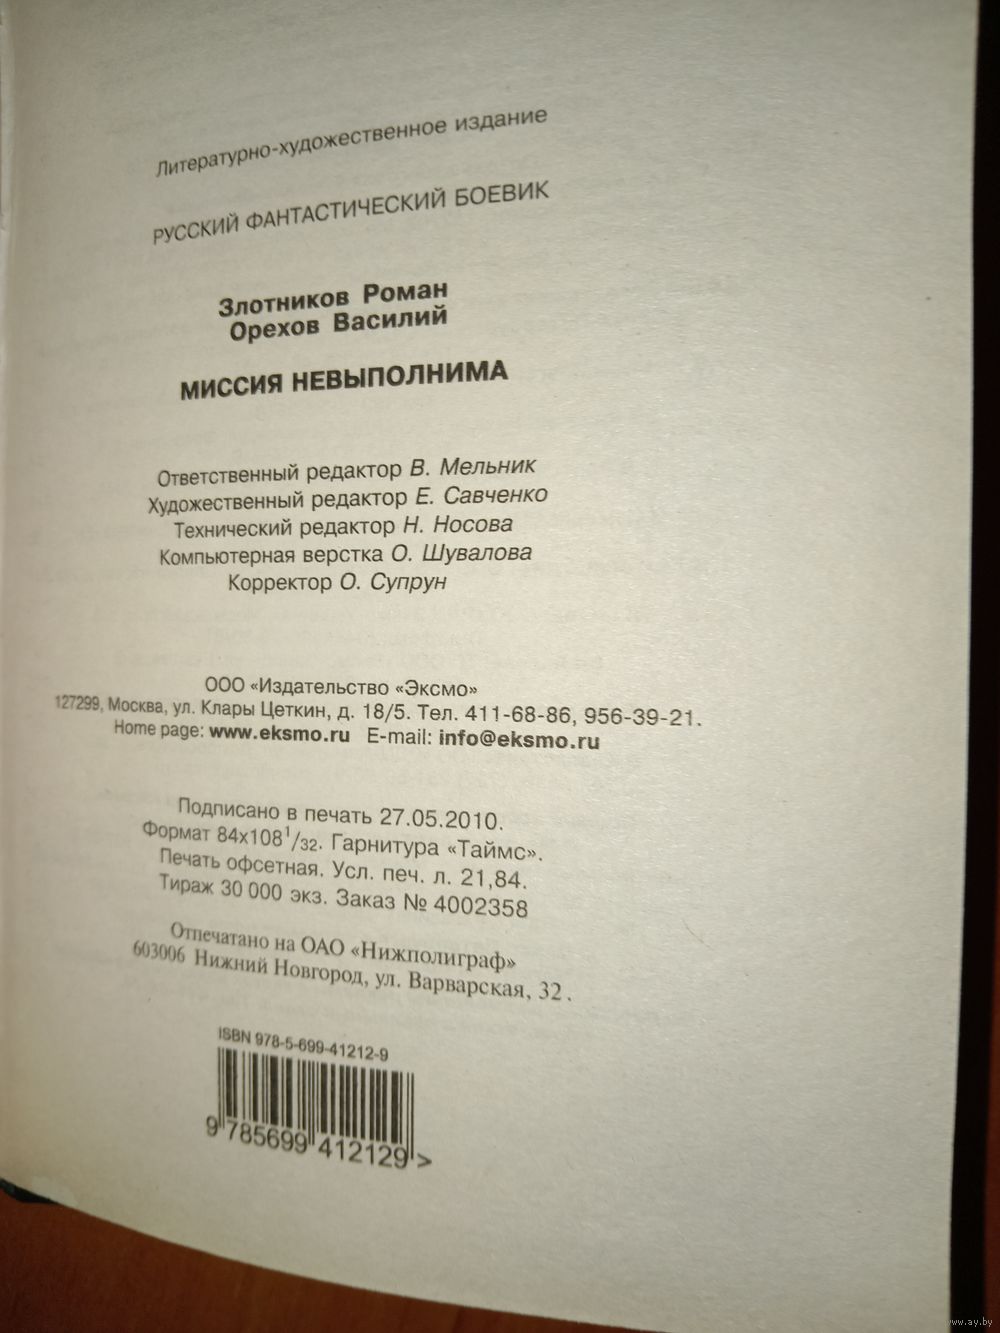 Литературно-художественное издание
РУССКИЙ ФАНТАСТИЧЕСКИЙ БОЕВИК
Злотников Роман
Орехов Василий
МИССИЯ НЕВЫПОЛНИМА
Ответственный редактор В. Мельник
Художественный редактор Е. Савченко
Технический редактор Н. Носова
Компьютерная верстка О. Шувалова
Корректор О. Супрун
ООО «Издательство «Эксмо»
127299, Москва, ул. Клары Цеткин, д. 18/5. Тел. 411-68-86, 956-39-21.
Home page: www.eksmo.ru E-mail: info@eksmo.ru
Подписано в печать 27.05.2010.
Формат 84x108 1/32. Гарнитура «Таймс».
Печать офсетная. Усл. печ. л. 21,84.
Тираж 30 000 экз. Заказ № 4002358
Отпечатано на ОАО «Нижполиграф»
603006 Нижний Новгород, ул. Варварская, 32.
ISBN 978-5-699-41212-9
9 785699 412129 >
www.ay.by